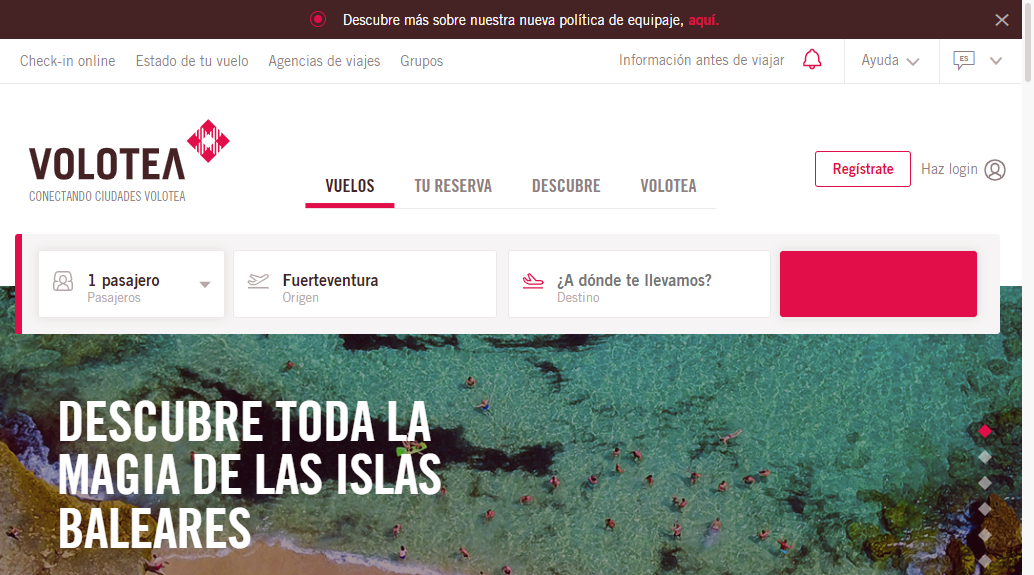 Descubre más sobre nuestra nueva política de equipaje, aquí.
Check-in online
Estado de tu vuelo
Agencias de viajes
Grupos
Información antes de viajar
Ayuda
ES
VOLOTEA
CONECTANDO CIUDADES VOLOTEA
VUELOS
TU RESERVA
DESCUBRE
VOLOTEA
Regístrate
Haz login
1 pasajero
Pasajeros
Fuerteventura
Origen
¿A dónde te llevamos?
Destino
DESCUBRE TODA LA
MAGIA DE LAS ISLAS
BALEARES